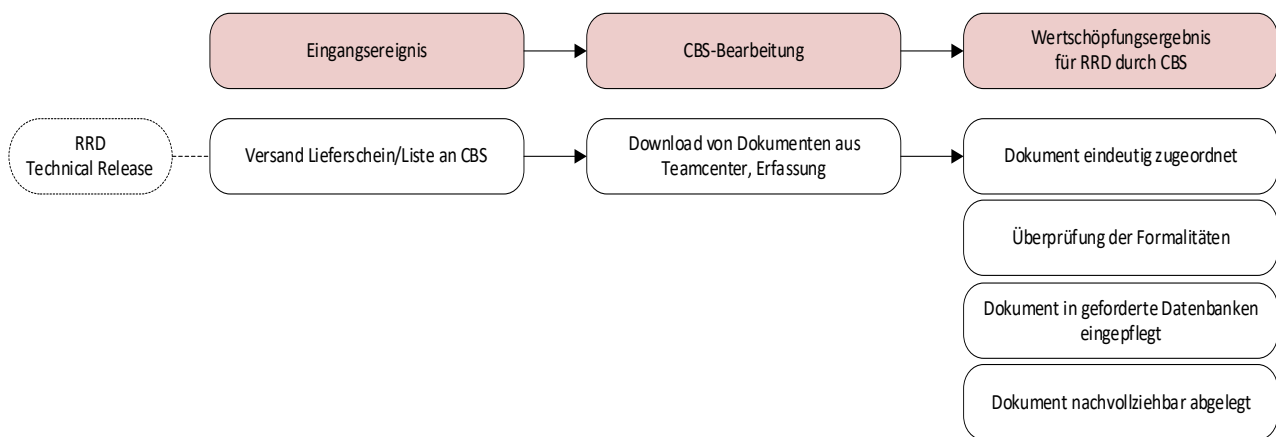 Eingangsereignis
CBS-Bearbeitung
Wertschöpfungsergebnis
für RRD durch CBS
RRD
Technical Release
Versand Lieferschein/Liste an CBS
Download von Dokumenten aus
Teamcenter, Erfassung
Dokument eindeutig zugeordnet
Überprüfung der Formalitäten
Dokument in geforderte Datenbanken
eingepflegt
Dokument nachvollziehbar abgelegt